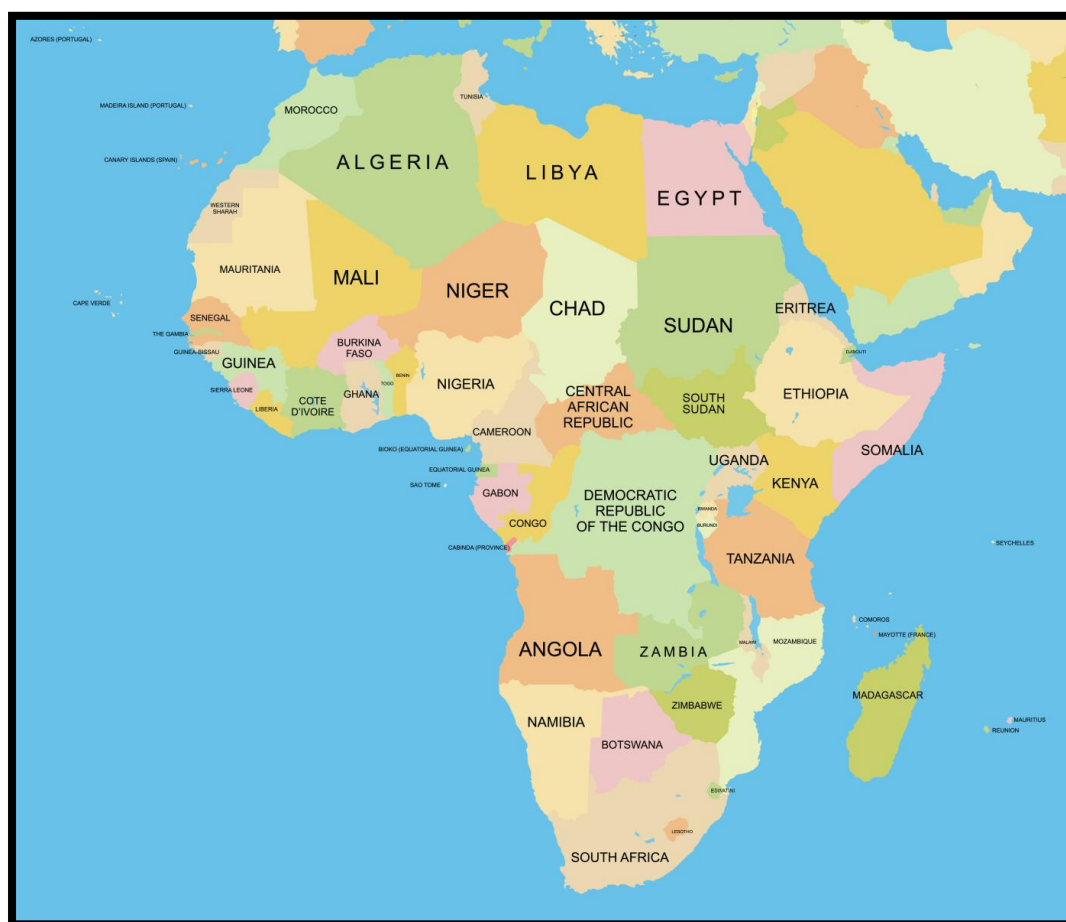 AZORES (PORTUGAL)
MADEIRA ISLAND (PORTUGAL)
CANARY ISLANDS (SPAIN)
MOROCCO
TUNISIA
ALGERIA
LIBYA
EGYPT
WESTERN
SHARAH
MAURITANIA
MALI
NIGER
CHAD
SUDAN
ERITREA
CAPE VERDE
SENEGAL
THE GAMBIA
GUINEA-BISSAU
GUINEA
BURKINA
FASO
BENIN
TOGO
NIGERIA
DJIBOUTI
SIERRA LEONE
LIBERIA
COTE
D'IVOIRE
GHANA
CENTRAL
AFRICAN
REPUBLIC
SOUTH
SUDAN
ETHIOPIA
CAMEROON
BIOKO (EQUATORIAL GUINEA)
SOMALIA
UGANDA
EQUATORIAL GUINEA
SAO TOME
GABON
KENYA
DEMOCRATIC
REPUBLIC
OF THE CONGO
RWANDA
BURUNDI
CONGO
CABINDA (PROVINCE)
TANZANIA
SEYCHELLES
COMOROS
MAYOTTE (FRANCE)
ANGOLA
ZAMBIA
MALAWI
MOZAMBIQUE
MADAGASCAR
ZIMBABWE
NAMIBIA
MAURITIUS
REUNION
BOTSWANA
LESOTHO
SOUTH AFRICA